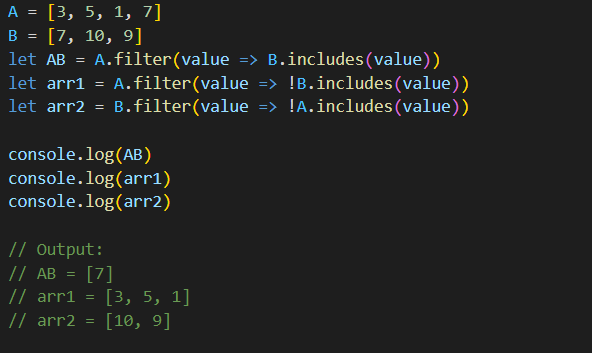 A = [3, 5, 1, 7]
B = [7, 10, 9]
let AB = A.filter(value => B.includes(value))
let arr1 = A.filter(value => !B.includes(value))
let arr2 = B.filter(value => !A.includes(value))
console.log(AB)
console.log(arr1)
console.log(arr2)
// Output:
// AB = [7]
// arr1 = [3, 5, 1]
// arr2 = [10, 9]